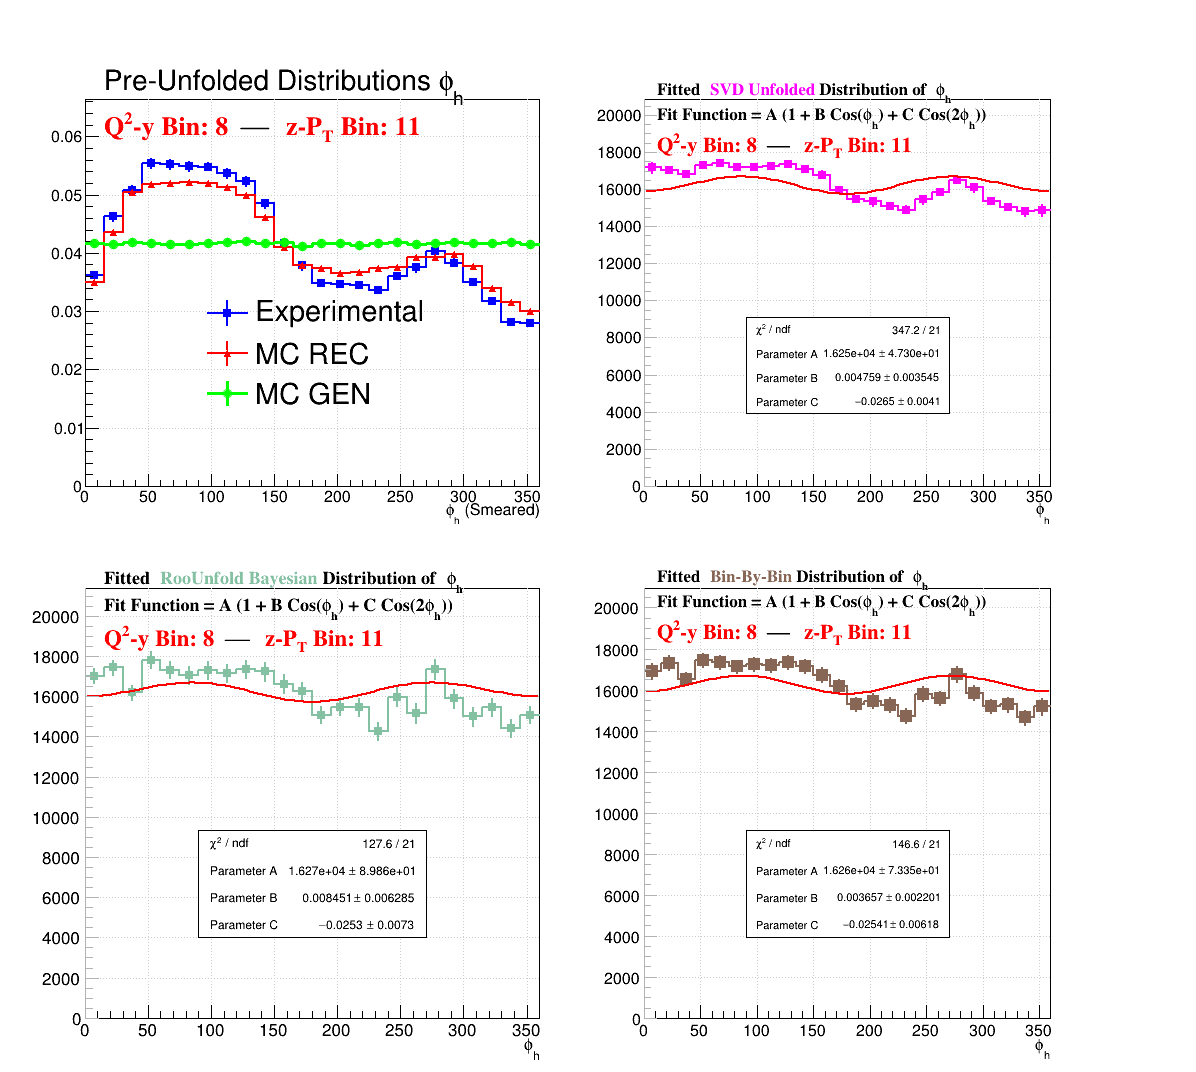 Pre-Unfolded Distributions ϕh
Q²-y Bin: 8 — z-PT Bin: 11
0.06
0.05
0.04
0.03
0.02
0.01
0
Experimental
MC REC
MC GEN
0 50 100 150 200 250 300 350
ϕh (Smeared)
Fitted SVD Unfolded Distribution of ϕh
Fit Function = A (1 + B Cos(ϕh) + C Cos(2ϕh))
Q²-y Bin: 8 — z-PT Bin: 11
20000
18000
16000
14000
12000
10000
8000
6000
4000
2000
0
χ² / ndf 347.2 / 21
Parameter A 1.625e+04 ± 4.730e+01
Parameter B 0.004759 ± 0.003545
Parameter C −0.0265 ± 0.0041
0 50 100 150 200 250 300 350
ϕh
Fitted RooUnfold Bayesian Distribution of ϕh
Fit Function = A (1 + B Cos(ϕh) + C Cos(2ϕh))
Q²-y Bin: 8 — z-PT Bin: 11
20000
18000
16000
14000
12000
10000
8000
6000
4000
2000
0
χ² / ndf 127.6 / 21
Parameter A 1.627e+04 ± 8.986e+01
Parameter B 0.008451 ± 0.006285
Parameter C −0.0253 ± 0.0073
0 50 100 150 200 250 300 350
ϕh
Fitted Bin-By-Bin Distribution of ϕh
Fit Function = A (1 + B Cos(ϕh) + C Cos(2ϕh))
Q²-y Bin: 8 — z-PT Bin: 11
20000
18000
16000
14000
12000
10000
8000
6000
4000
2000
0
χ² / ndf 146.6 / 21
Parameter A 1.626e+04 ± 7.335e+01
Parameter B 0.003657 ± 0.002201
Parameter C −0.02541 ± 0.00618
0 50 100 150 200 250 300 350
ϕh